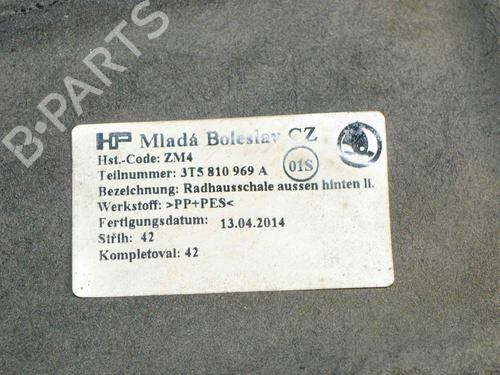 B-PARTS
HP Mladá Boleslav CZ
Hst.-Code: ZM4
Teilnummer: 3T5 810 969 A 01S
Bezeichnung: Radhausschale aussen hinten li.
Werkstoff: >PP+PES<
Fertigungsdatum: 13.04.2014
Střih: 42
Kompletoval: 42